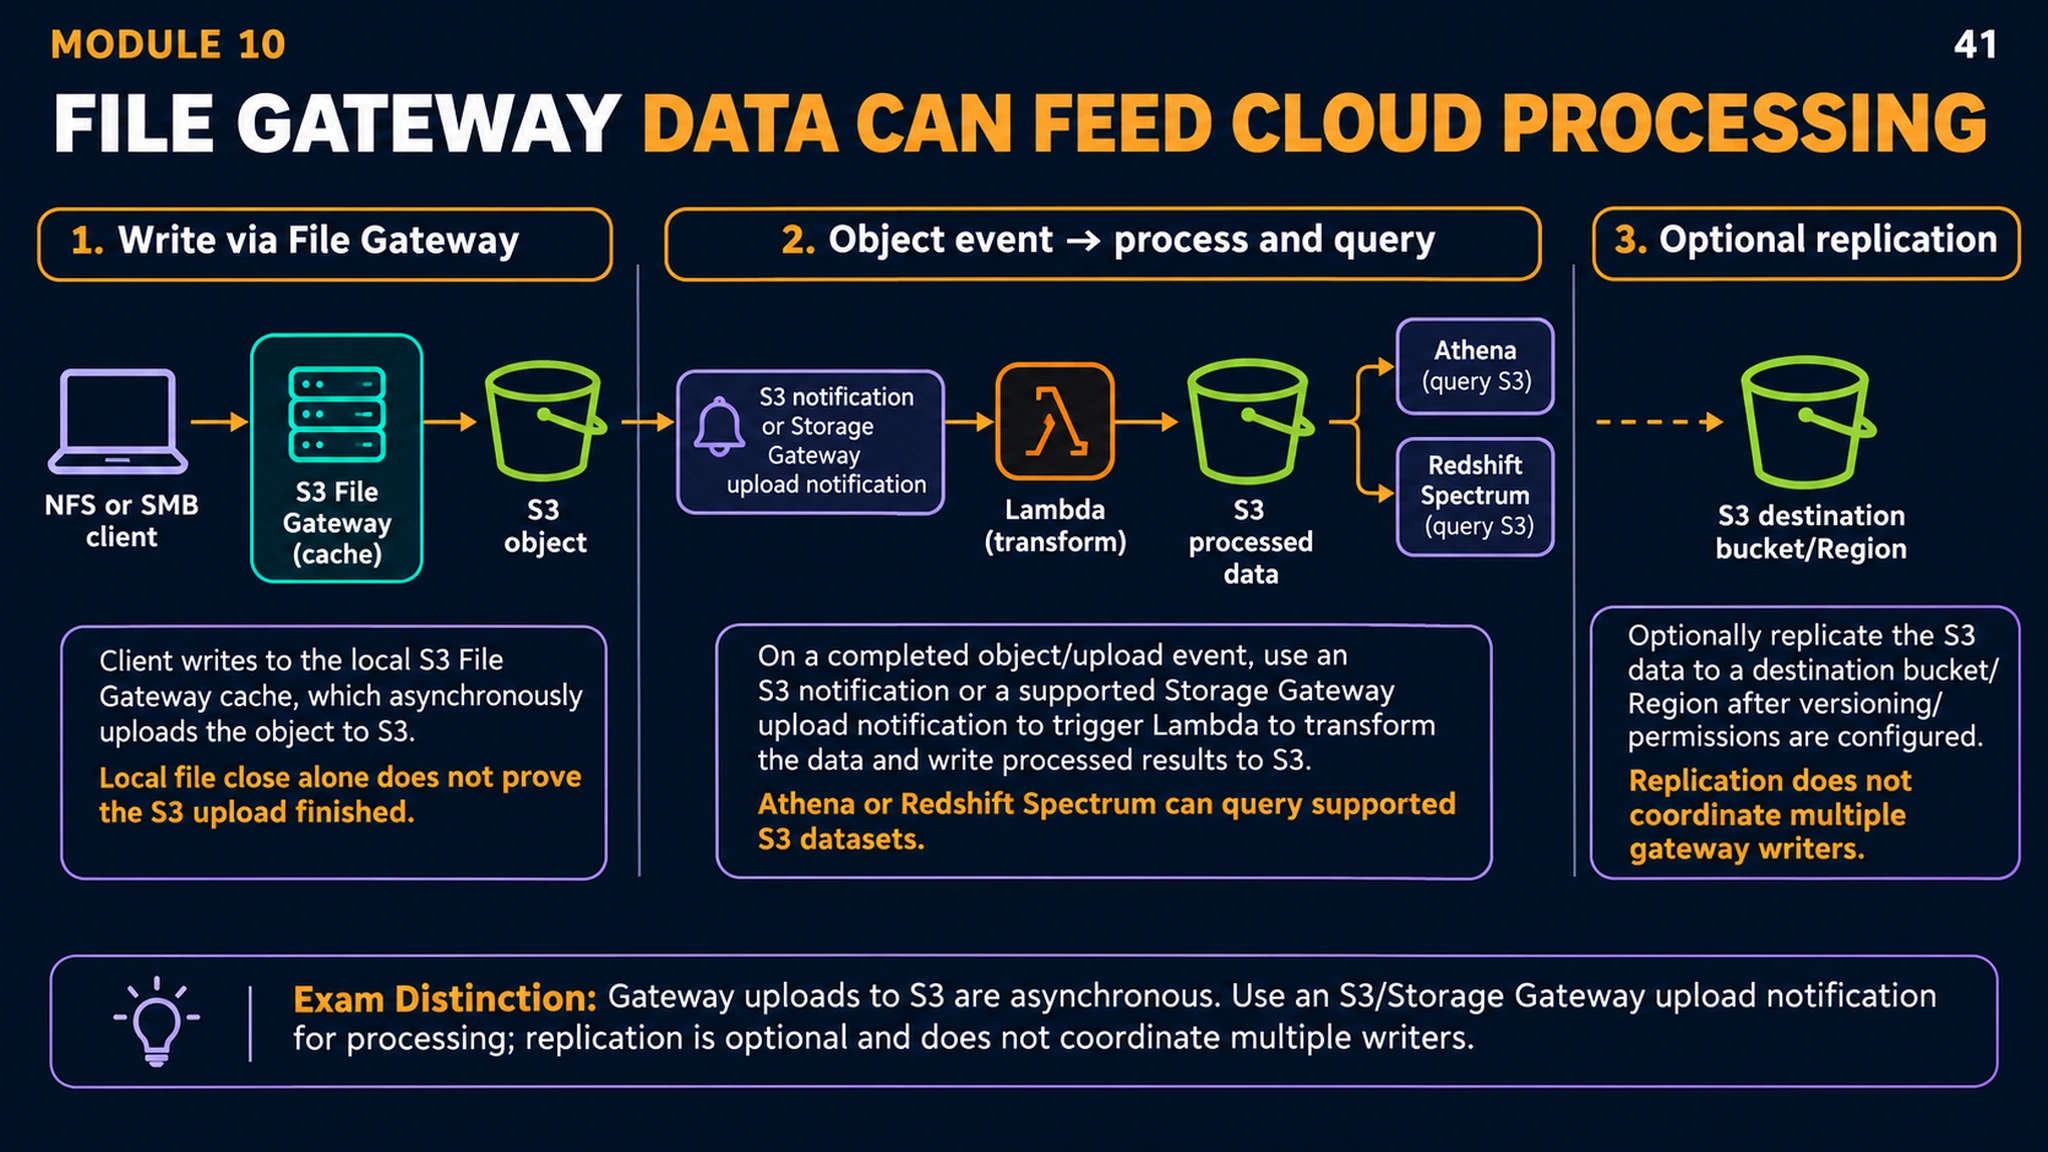 MODULE 10
41
FILE GATEWAY DATA CAN FEED CLOUD PROCESSING
1. Write via File Gateway
2. Object event → process and query
3. Optional replication
NFS or SMB
client
S3 File
Gateway
(cache)
S3
object
S3 notification
or Storage
Gateway
upload notification
Lambda
(transform)
S3
processed
data
Athena
(query S3)
Redshift
Spectrum
(query S3)
S3 destination
bucket/Region
Client writes to the local S3 File
Gateway cache, which asynchronously
uploads the object to S3.
Local file close alone does not prove
the S3 upload finished.
On a completed object/upload event, use an
S3 notification or a supported Storage Gateway
upload notification to trigger Lambda to transform
the data and write processed results to S3.
Athena or Redshift Spectrum can query supported
S3 datasets.
Optionally replicate the S3
data to a destination bucket/
Region after versioning/
permissions are configured.
Replication does not
coordinate multiple
gateway writers.
Exam Distinction: Gateway uploads to S3 are asynchronous. Use an S3/Storage Gateway upload notification
for processing; replication is optional and does not coordinate multiple writers.